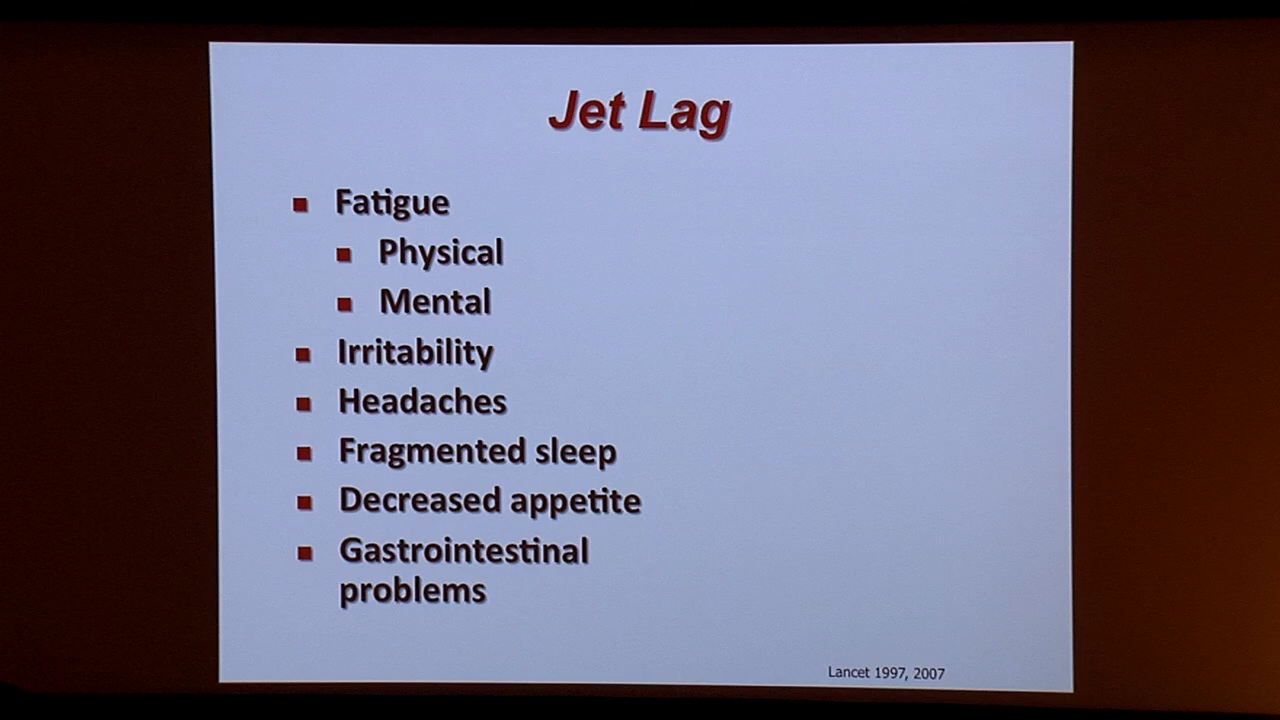 Jet Lag
Fatigue
Physical
Mental
Irritability
Headaches
Fragmented sleep
Decreased appetite
Gastrointestinal
problems
Lancet 1997, 2007